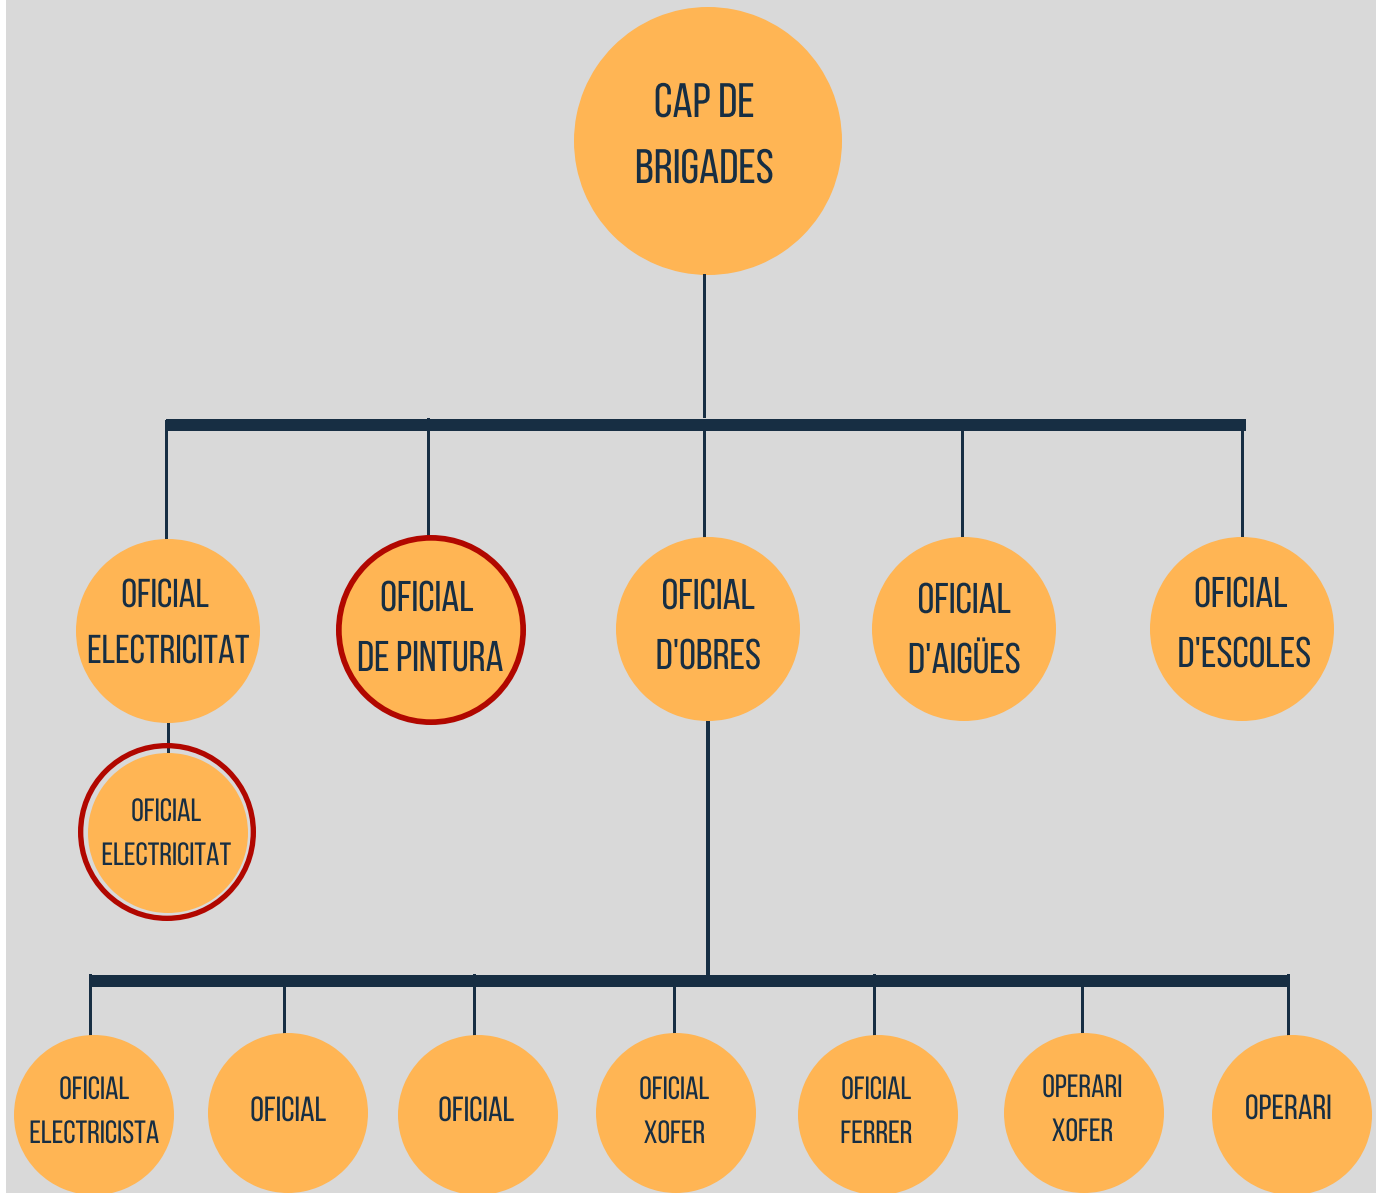 CAP DE
BRIGADES
OFICIAL
ELECTRICITAT
OFICIAL
DE PINTURA
OFICIAL
D'OBRES
OFICIAL
D'AIGÜES
OFICIAL
D'ESCOLES
OFICIAL
ELECTRICITAT
OFICIAL
ELECTRICISTA
OFICIAL
OFICIAL
OFICIAL
XOFER
OFICIAL
FERRER
OPERARI
XOFER
OPERARI